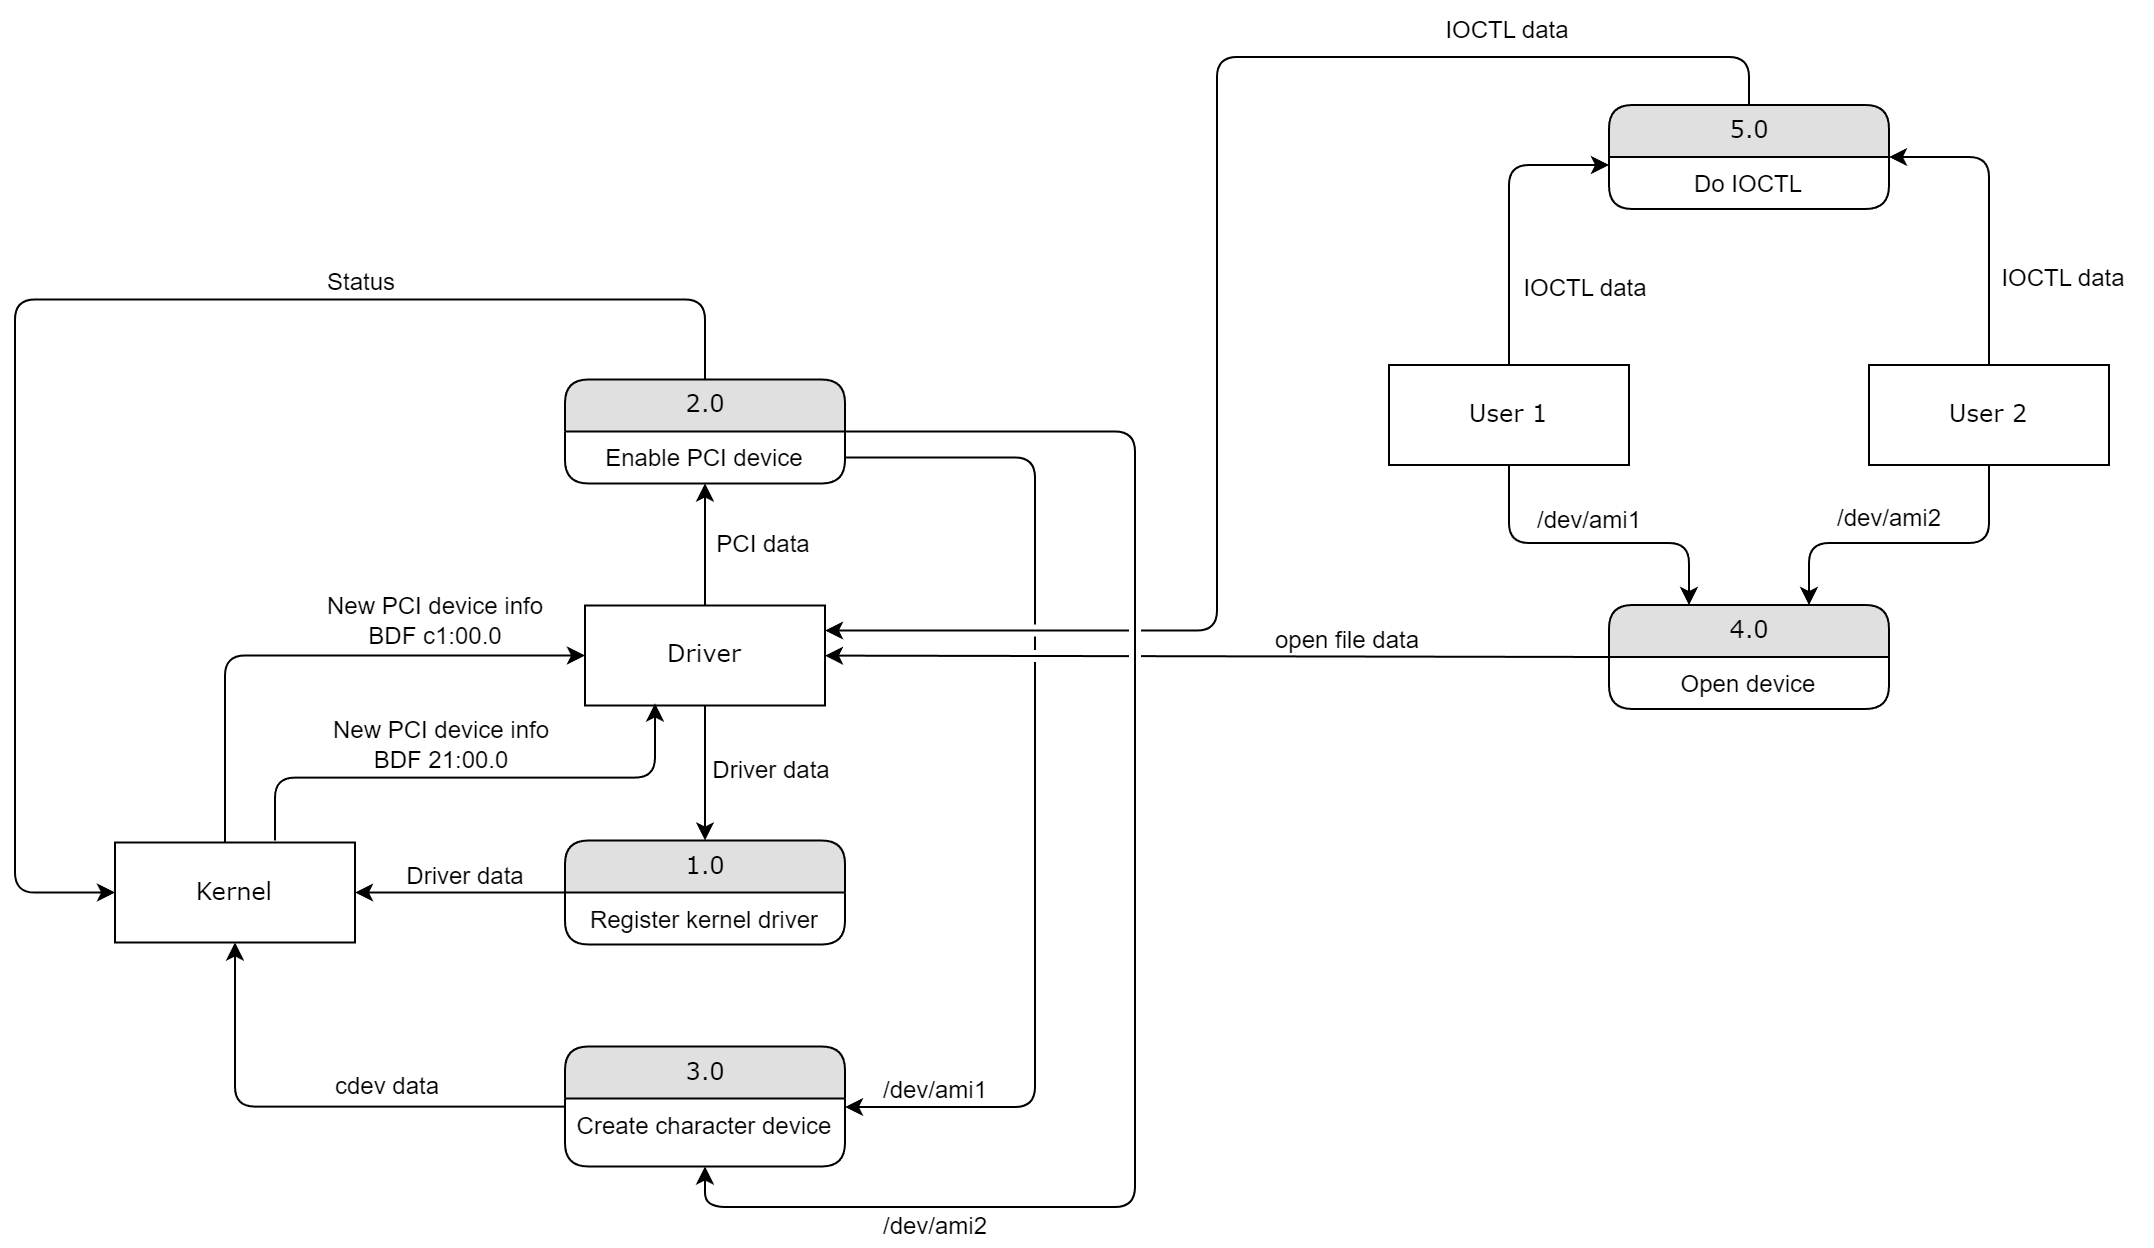 IOCTL data
5.0
Do IOCTL
IOCTL data
IOCTL data
Status
2.0
Enable PCI device
User 1
User 2
/dev/ami1
/dev/ami2
PCI data
New PCI device info
BDF c1:00.0
Driver
open file data
4.0
Open device
New PCI device info
BDF 21:00.0
Driver data
1.0
Register kernel driver
Driver data
Kernel
3.0
Create character device
cdev data
/dev/ami1
/dev/ami2